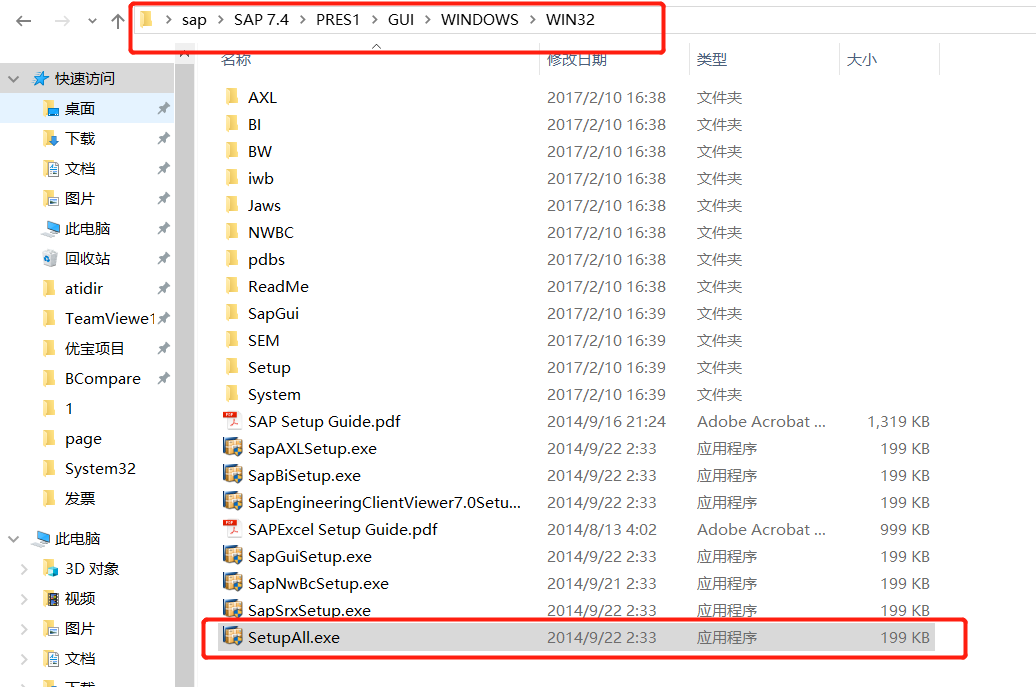 sap > SAP 7.4 > PRES1 > GUI > WINDOWS > WIN32
名称 修改日期 类型 大小
快速访问
桌面
下载
文档
图片
此电脑
回收站
atidir
TeamViewe1
优宝项目
BCompare
1
page
System32
发票
此电脑
3D 对象
视频
图片
文档
下载
AXL 2017/2/10 16:38 文件夹
BI 2017/2/10 16:38 文件夹
BW 2017/2/10 16:38 文件夹
iwb 2017/2/10 16:38 文件夹
Jaws 2017/2/10 16:38 文件夹
NWBC 2017/2/10 16:38 文件夹
pdbs 2017/2/10 16:38 文件夹
ReadMe 2017/2/10 16:38 文件夹
SapGui 2017/2/10 16:39 文件夹
SEM 2017/2/10 16:39 文件夹
Setup 2017/2/10 16:39 文件夹
System 2017/2/10 16:39 文件夹
SAP Setup Guide.pdf 2014/9/16 21:24 Adobe Acrobat ... 1,319 KB
SapAXLSetup.exe 2014/9/22 2:33 应用程序 199 KB
SapBiSetup.exe 2014/9/22 2:33 应用程序 199 KB
SapEngineeringClientViewer7.0Setu... 2014/9/22 2:33 应用程序 199 KB
SAPExcel Setup Guide.pdf 2014/8/13 4:02 Adobe Acrobat ... 999 KB
SapGuiSetup.exe 2014/9/22 2:33 应用程序 199 KB
SapNwBcSetup.exe 2014/9/21 2:33 应用程序 199 KB
SapSrxSetup.exe 2014/9/22 2:33 应用程序 199 KB
SetupAll.exe 2014/9/22 2:33 应用程序 199 KB